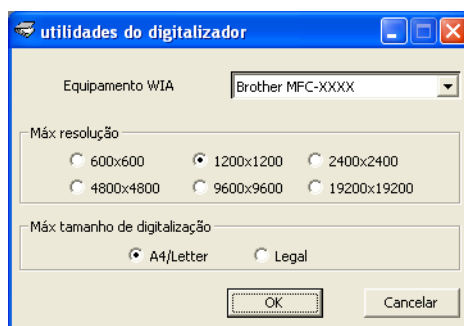 utilidades do digitalizador
Equipamento WIA Brother MFC-XXXX
Máx resolução
600x600 1200x1200 2400x2400
4800x4800 9600x9600 19200x19200
Máx tamanho de digitalização
A4/Letter Legal
OK Cancelar